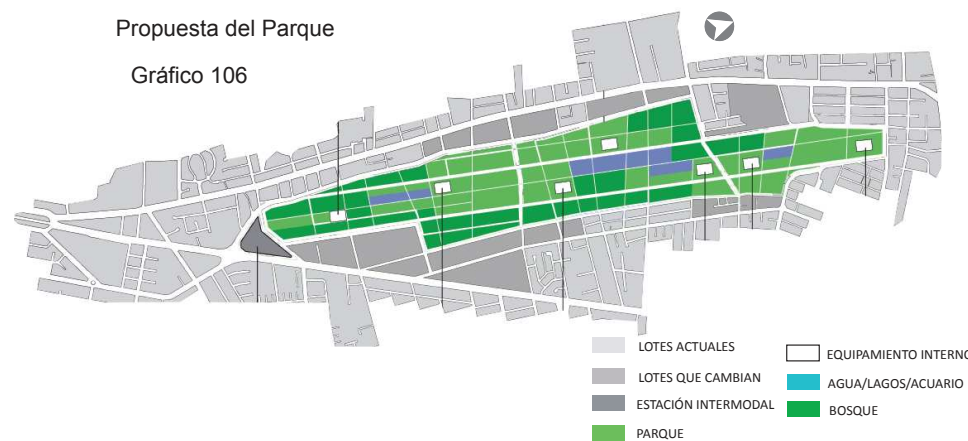 Propuesta del Parque
Gráfico 106
LOTES ACTUALES
LOTES QUE CAMBIAN
ESTACIÓN INTERMODAL
PARQUE
EQUIPAMIENTO INTERNO
AGUA/LAGOS/ACUARIO
BOSQUE